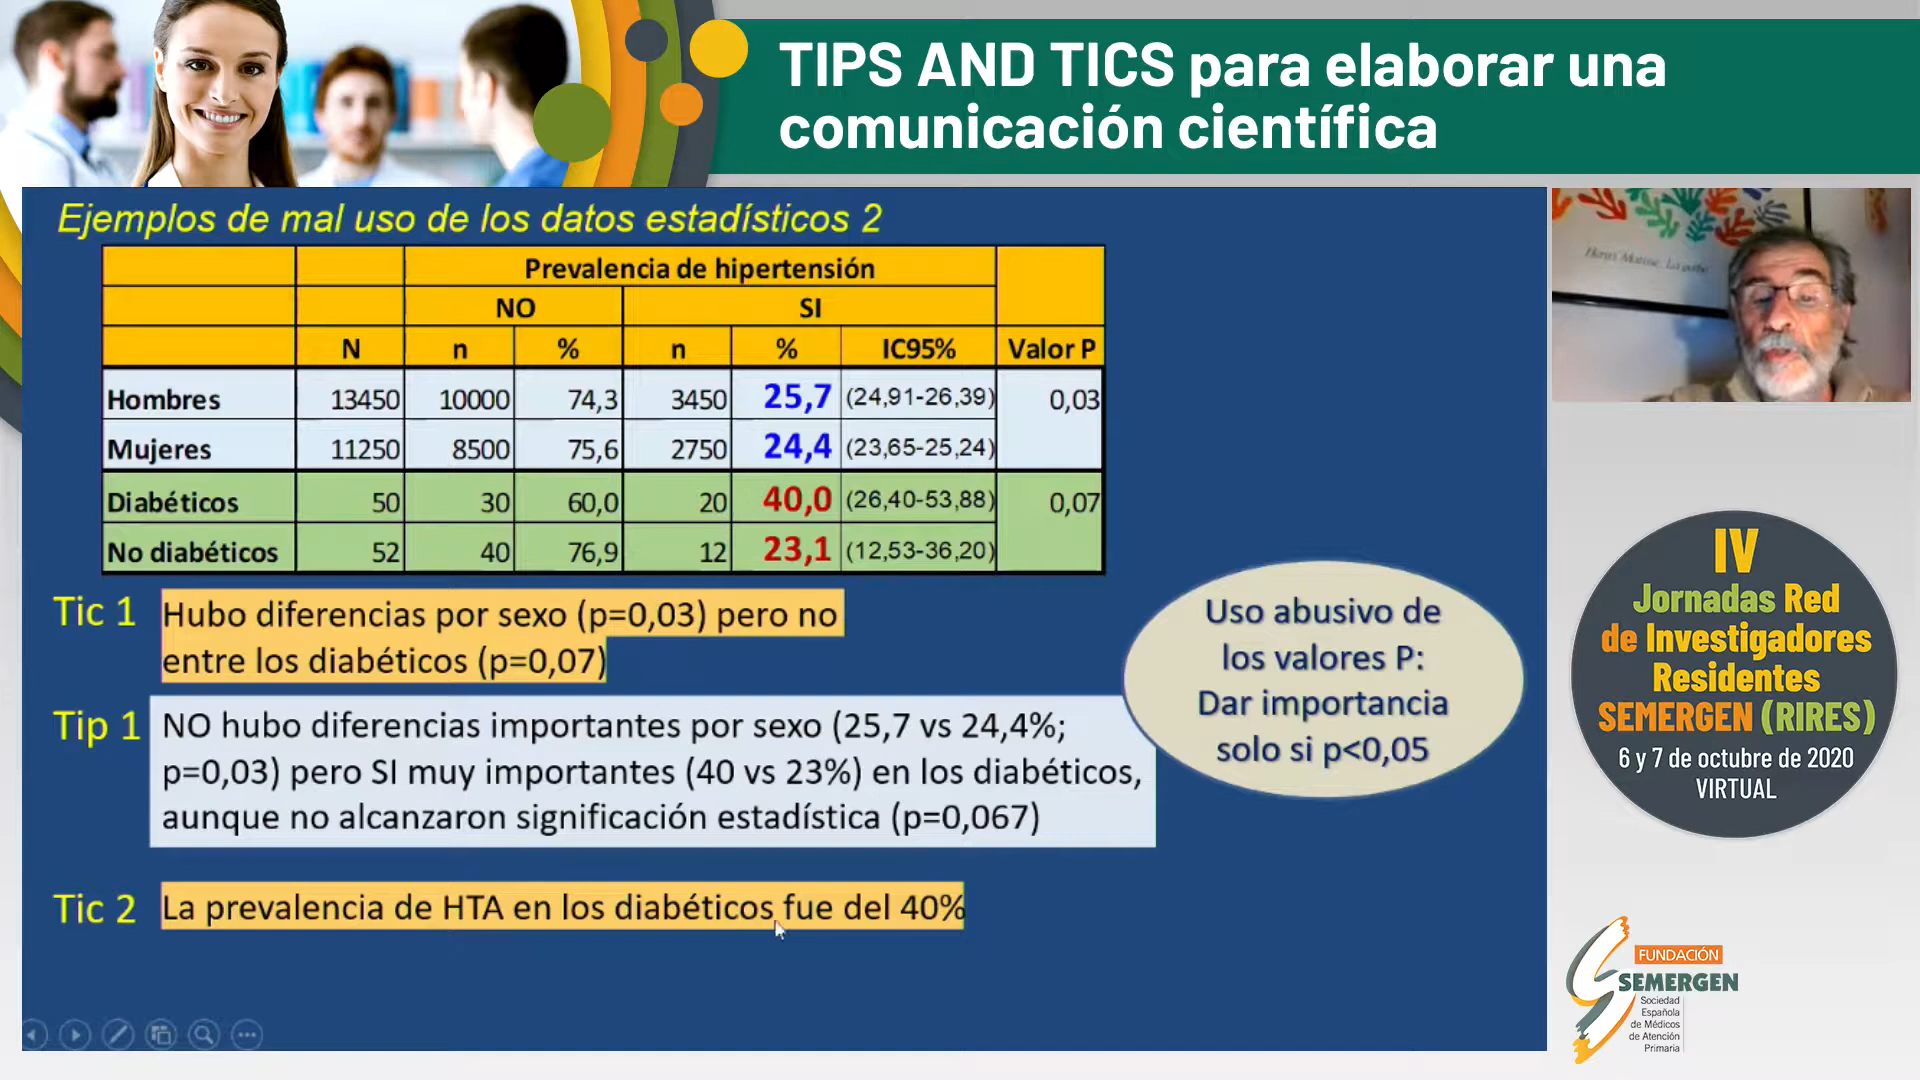 TIPS AND TICS para elaborar una
comunicación científica
Ejemplos de mal uso de los datos estadísticos 2
Prevalencia de hipertensión
NO SI
N n % n % IC95% Valor P
Hombres 13450 10000 74,3 3450 25,7 (24,91-26,39) 0,03
Mujeres 11250 8500 75,6 2750 24,4 (23,65-25,24)
Diabéticos 50 30 60,0 20 40,0 (26,40-53,88) 0,07
No diabéticos 52 40 76,9 12 23,1 (12,53-36,20)
Tic 1 Hubo diferencias por sexo (p=0,03) pero no
entre los diabéticos (p=0,07)
Tip 1 NO hubo diferencias importantes por sexo (25,7 vs 24,4%;
p=0,03) pero SI muy importantes (40 vs 23%) en los diabéticos,
aunque no alcanzaron significación estadística (p=0,067)
Tic 2 La prevalencia de HTA en los diabéticos fue del 40%
Uso abusivo de
los valores P:
Dar importancia
solo si p<0,05
IV
Jornadas Red
de Investigadores
Residentes
SEMERGEN (RIRES)
6 y 7 de octubre de 2020
VIRTUAL
FUNDACIÓN
SEMERGEN
Sociedad
Española
de Médicos
de Atención
Primaria